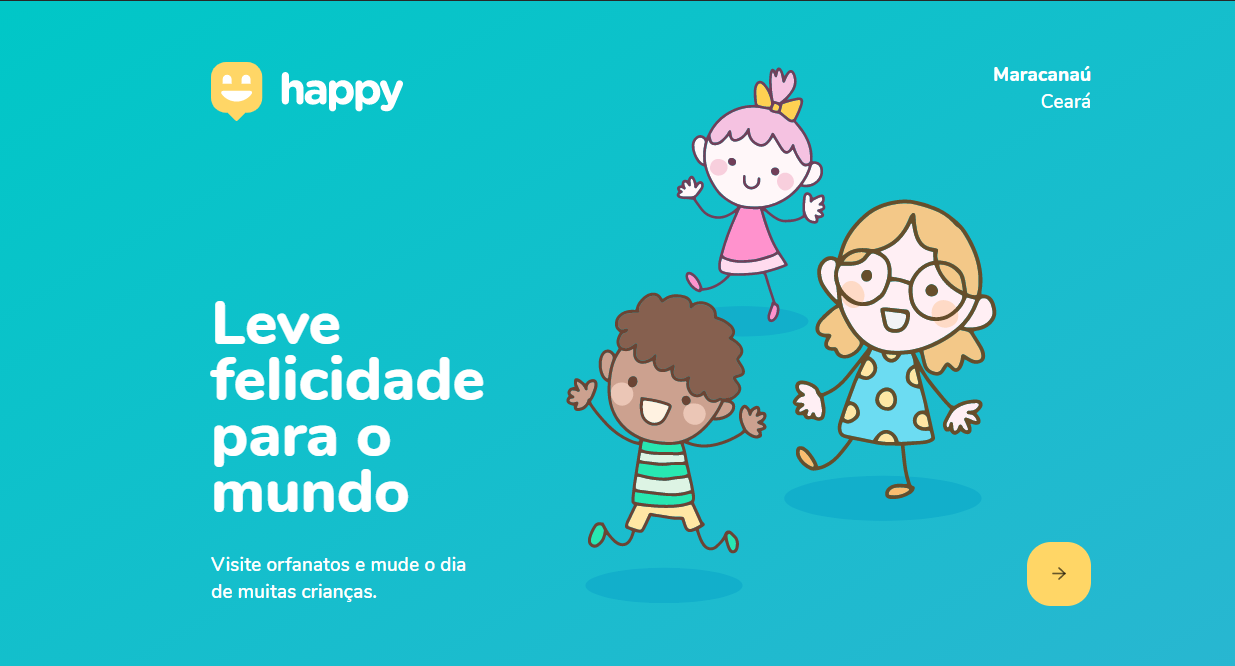 happy
Maracanaú
Ceará
Leve
felicidade
para o
mundo
Visite orfanatos e mude o dia
de muitas crianças.